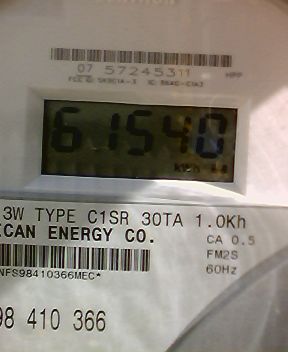 07 57245311 HPP
61540
KWH
3W TYPE C1SR 30TA 1.0Kh
ICAN ENERGY CO.
CA 0.5
FM2S
NFS98410366MEC*
60Hz
98 410 366